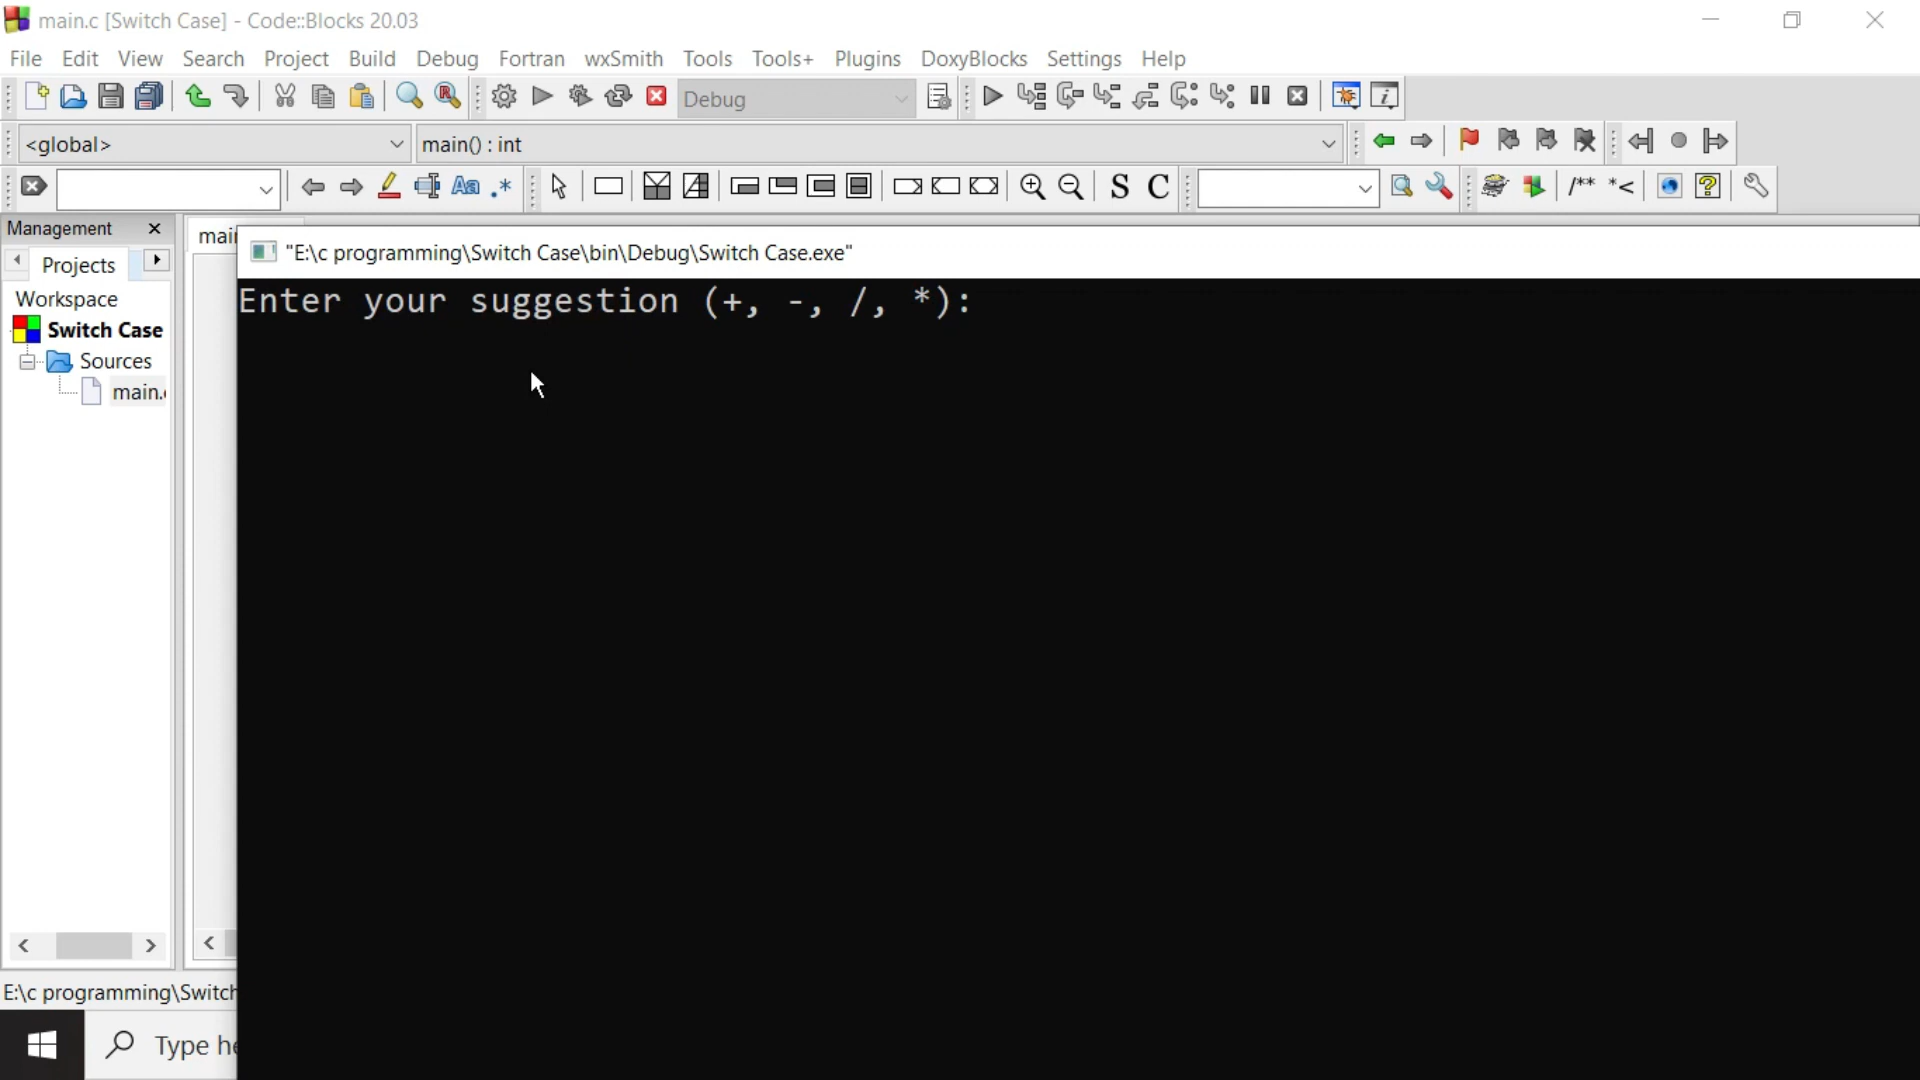 main.c [Switch Case] - Code::Blocks 20.03
File Edit View Search Project Build Debug Fortran wxSmith Tools Tools+ Plugins DoxyBlocks Settings Help
Debug
<global> main() : int
S C /** *<
Management
Projects
"E:\c programming\Switch Case\bin\Debug\Switch Case.exe"
Enter your suggestion (+, -, /, *):
Workspace
Switch Case
Sources
main.
E:\c programming\Switch
Type he